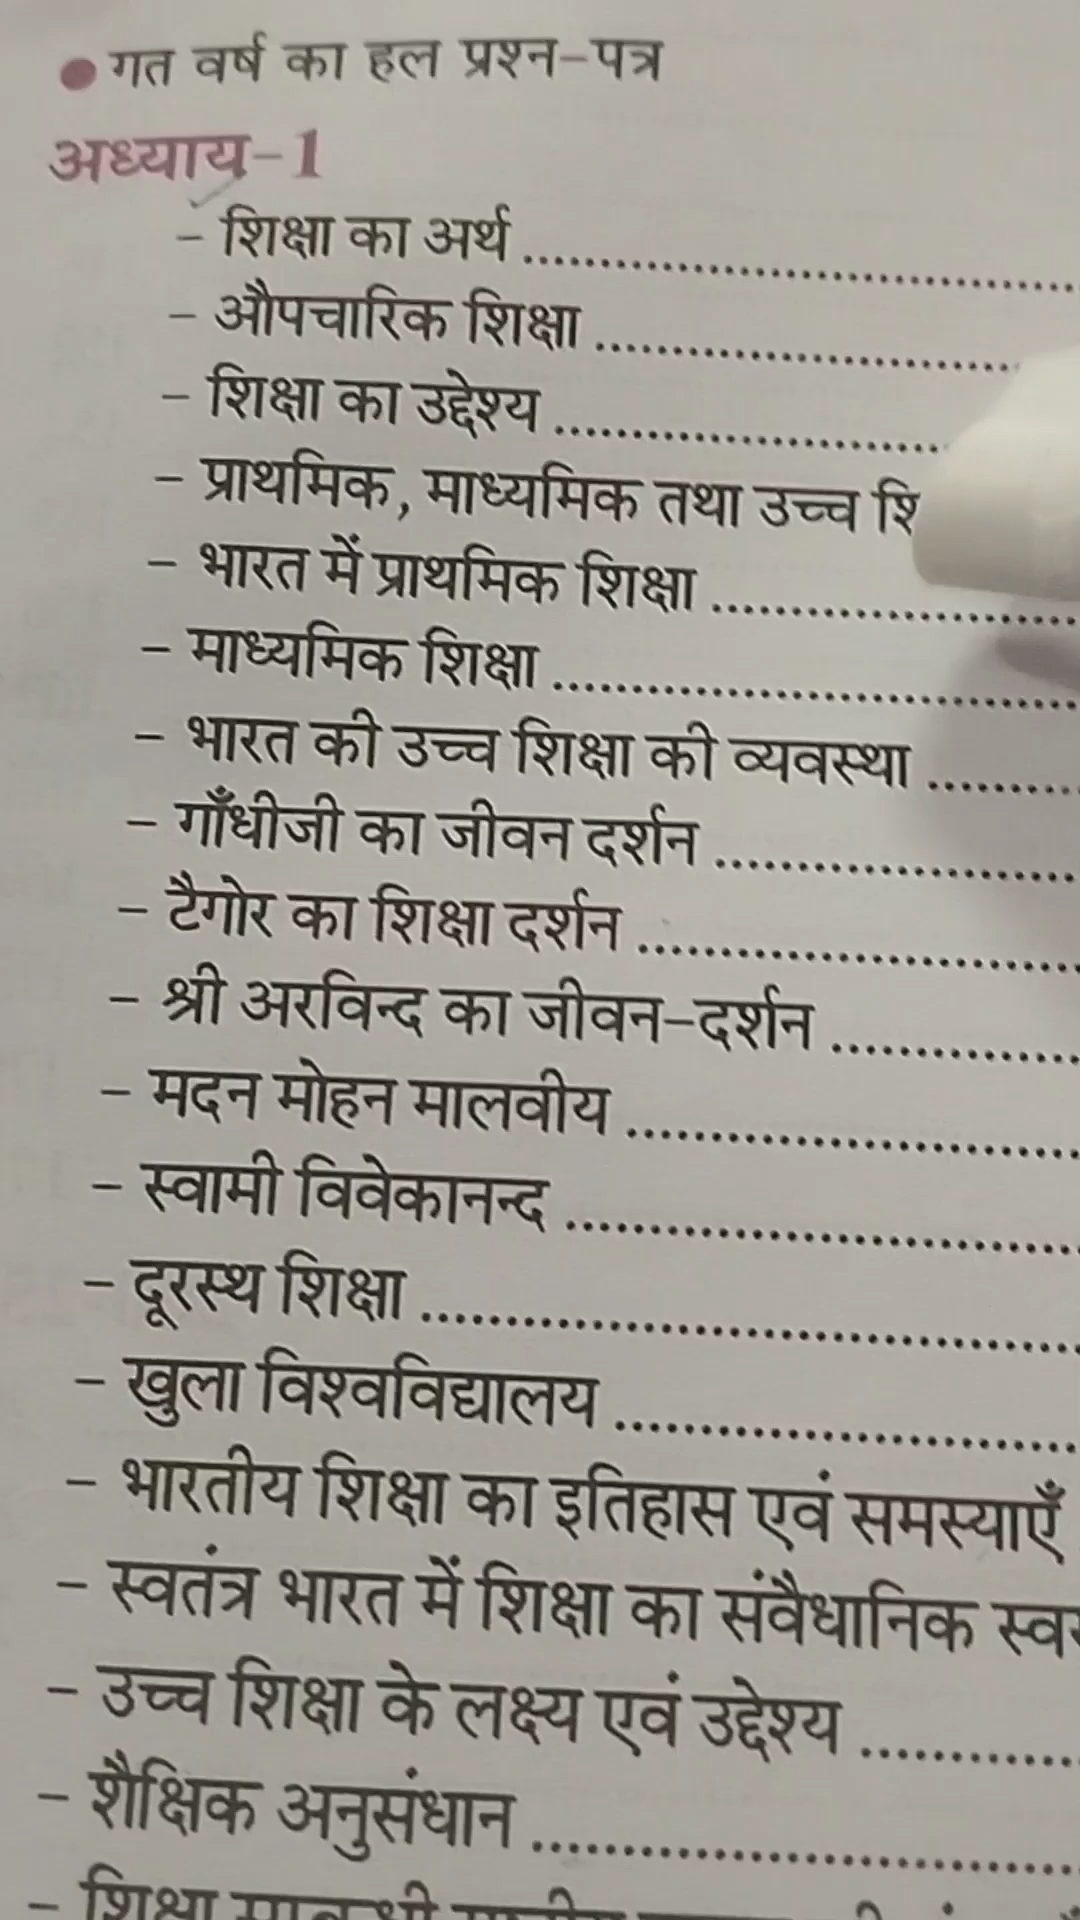 ● गत वर्ष का हल प्रश्न-पत्र
अध्याय-1
- शिक्षा का अर्थ
- औपचारिक शिक्षा
- शिक्षा का उद्देश्य
- प्राथमिक, माध्यमिक तथा उच्च
- भारत में प्राथमिक शिक्षा
- माध्यमिक शिक्षा
- भारत की उच्च शिक्षा की व्यवस्था
- गाँधीजी का जीवन दर्शन
- टैगोर का शिक्षा दर्शन
- श्री अरविन्द का जीवन-दर्शन
- मदन मोहन मालवीय
- स्वामी विवेकानन्द
- दूरस्थ शिक्षा
- खुला विश्वविद्यालय
- भारतीय शिक्षा का इतिहास एवं समस्याएँ
- स्वतंत्र भारत में शिक्षा का संवैधानिक
- उच्च शिक्षा के लक्ष्य एवं उद्देश्य
- शैक्षिक अनुसंधान
- शिक्षा